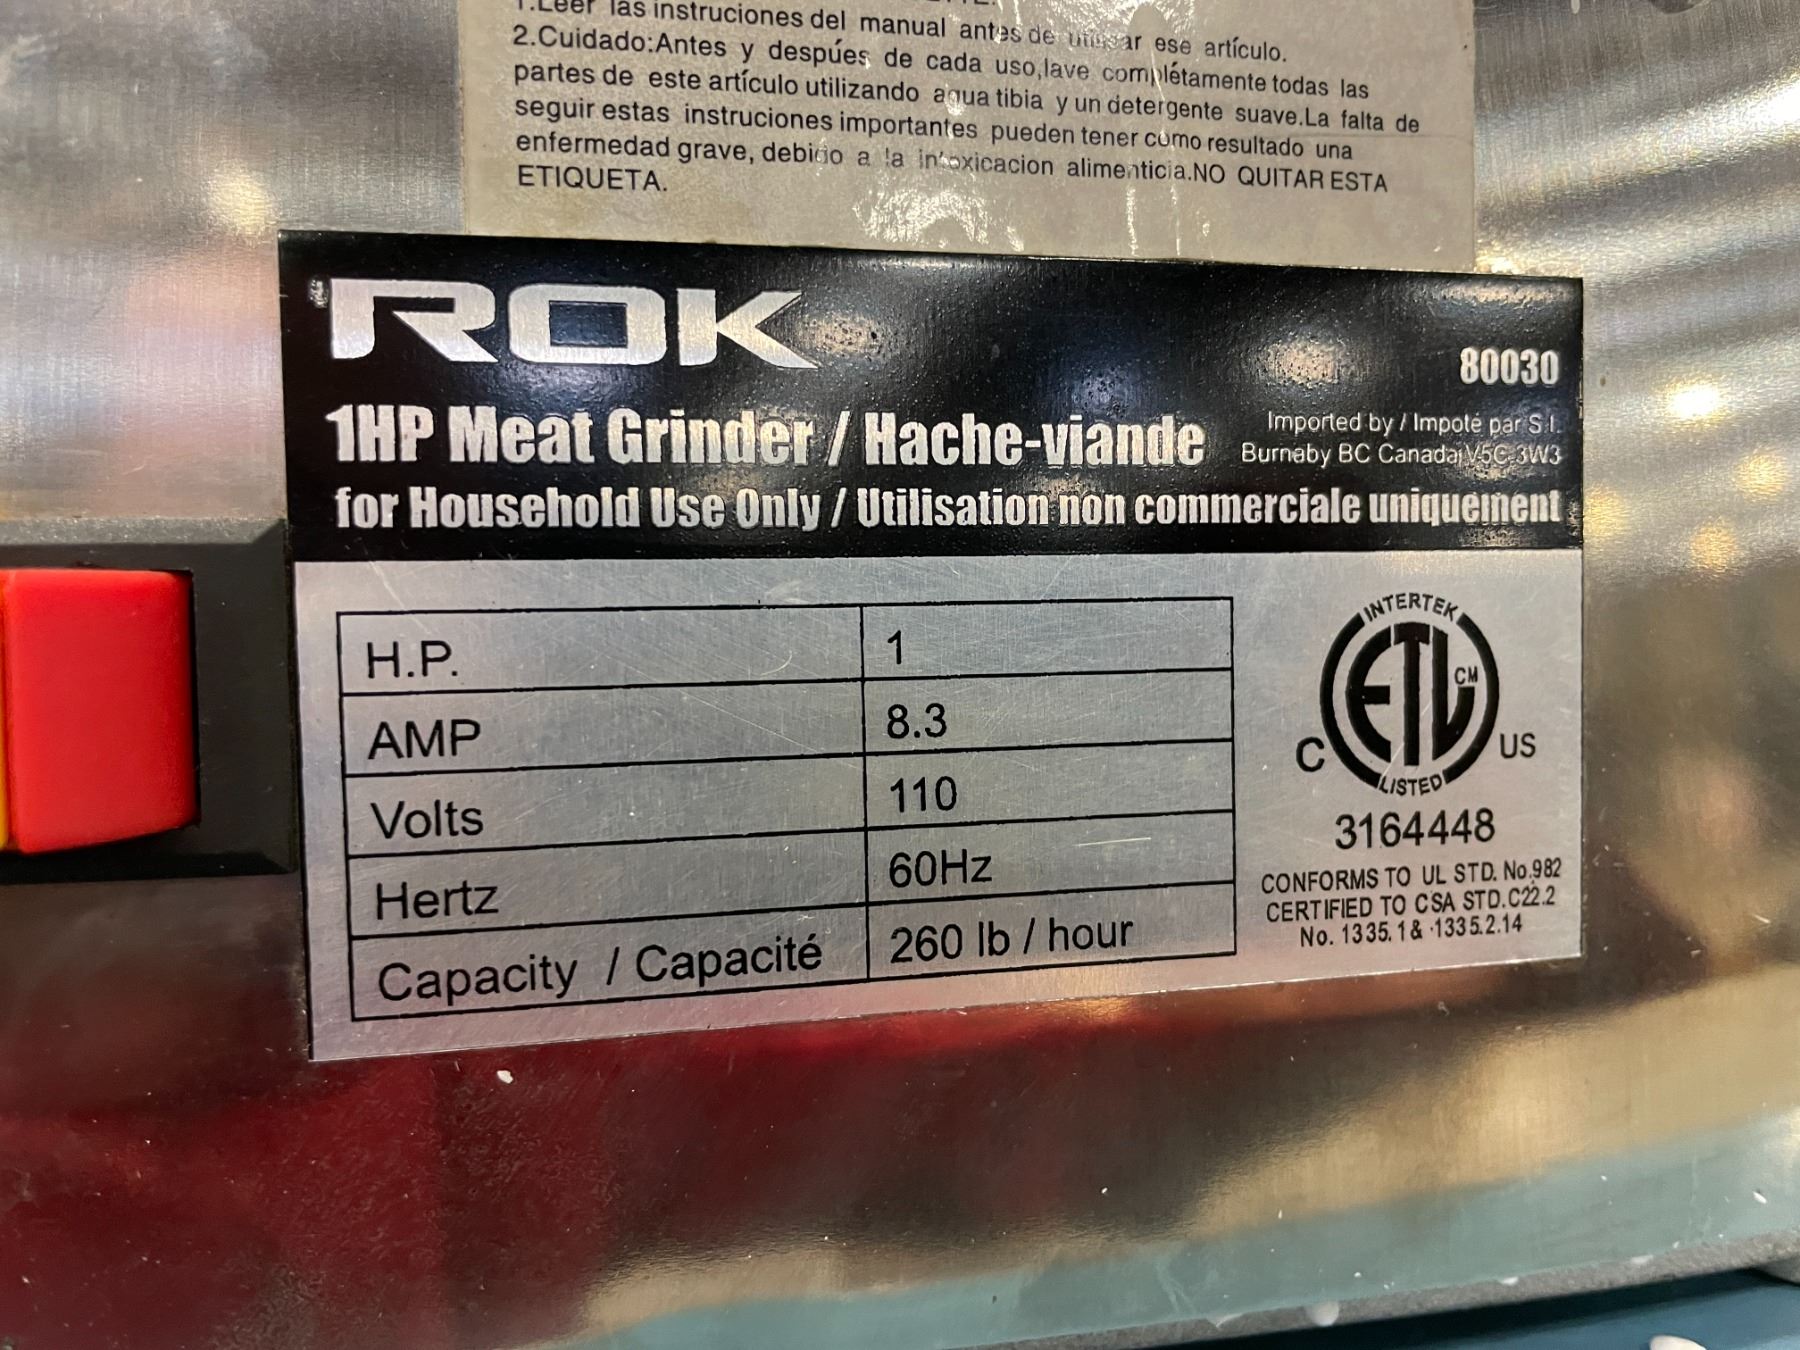 1.Leer las instruciones del manual antes de utilisar ese artículo.
2.Cuidado:Antes y despúes de cada uso,lave complétamente todas las
partes de este artículo utilizando agua tibia y un detergente suave.La falta de
seguir estas instruciones importantes pueden tener como resultado una
enfermedad grave, debido a la intoxicacion alimenticia.NO QUITAR ESTA
ETIQUETA.
ROK
80030
1HP Meat Grinder / Hache-viande
Imported by / Impoté par S.I.
Burnaby BC Canada V5C 3W3
for Household Use Only / Utilisation non commerciale uniquement
H.P. 1
AMP 8.3
Volts 110
Hertz 60Hz
Capacity / Capacité 260 lb / hour
INTERTEK
ETL CM
C US
LISTED
3164448
CONFORMS TO UL STD. No.982
CERTIFIED TO CSA STD.C22.2
No. 1335.1 & 1335.2.14